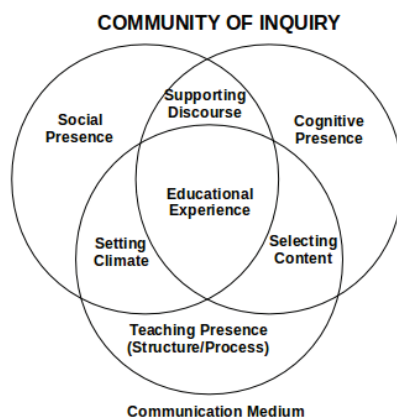 COMMUNITY OF INQUIRY
Supporting
Discourse
Social
Presence
Cognitive
Presence
Educational
Experience
Setting
Climate
Selecting
Content
Teaching Presence
(Structure/Process)
Communication Medium